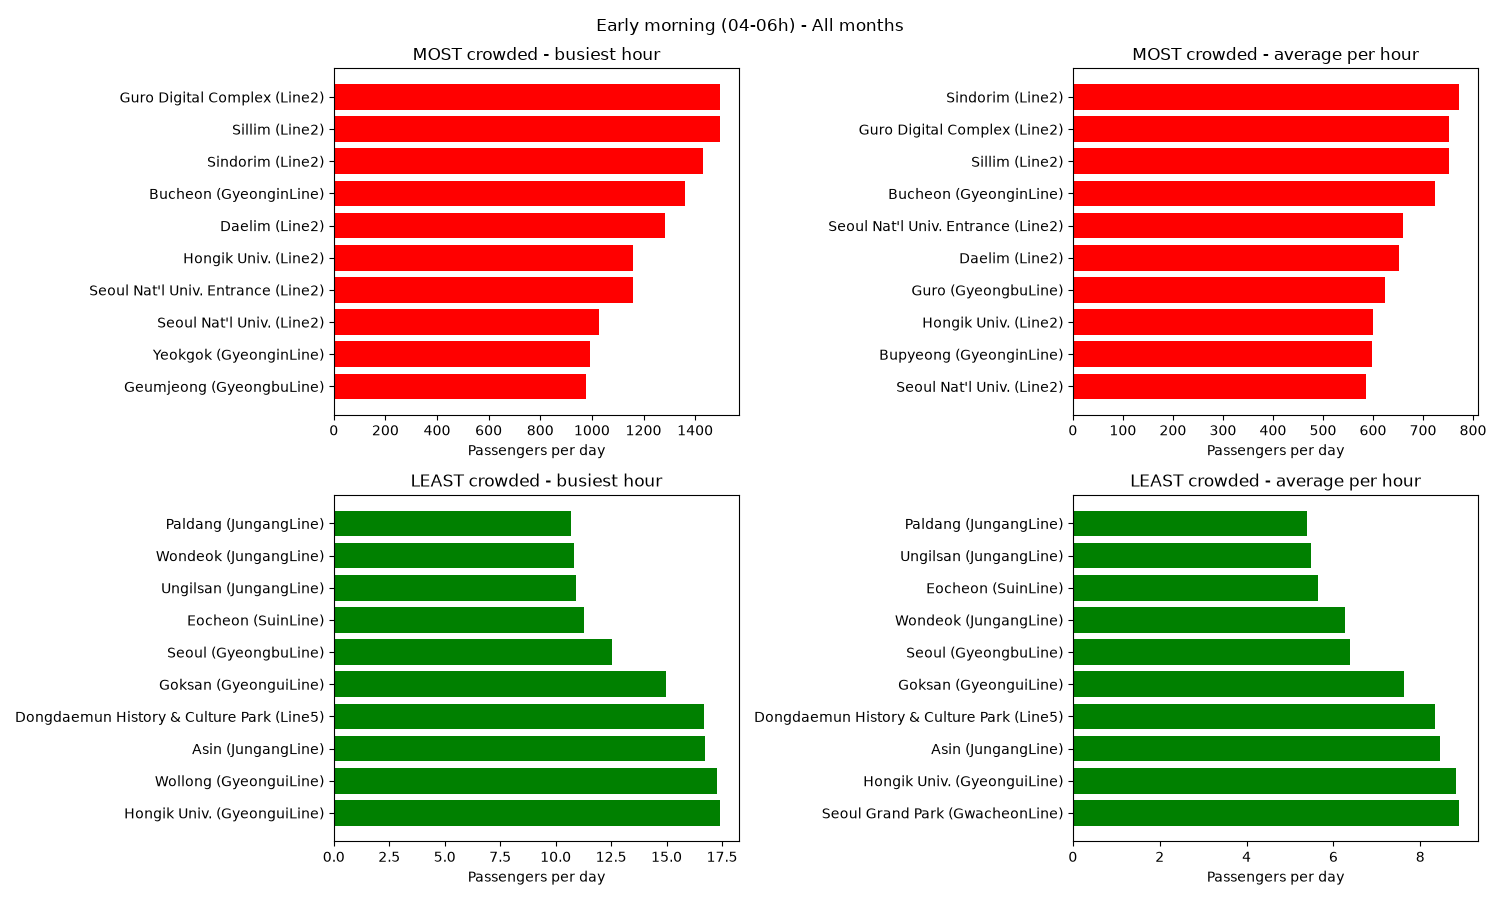 Early morning (04-06h) - All months
MOST crowded - busiest hour
Guro Digital Complex (Line2)
Sillim (Line2)
Sindorim (Line2)
Bucheon (GyeonginLine)
Daelim (Line2)
Hongik Univ. (Line2)
Seoul Nat'l Univ. Entrance (Line2)
Seoul Nat'l Univ. (Line2)
Yeokgok (GyeonginLine)
Geumjeong (GyeongbuLine)
0 200 400 600 800 1000 1200 1400
Passengers per day
MOST crowded - average per hour
Sindorim (Line2)
Guro Digital Complex (Line2)
Sillim (Line2)
Bucheon (GyeonginLine)
Seoul Nat'l Univ. Entrance (Line2)
Daelim (Line2)
Guro (GyeongbuLine)
Hongik Univ. (Line2)
Bupyeong (GyeonginLine)
Seoul Nat'l Univ. (Line2)
0 100 200 300 400 500 600 700 800
Passengers per day
LEAST crowded - busiest hour
Paldang (JungangLine)
Wondeok (JungangLine)
Ungilsan (JungangLine)
Eocheon (SuinLine)
Seoul (GyeongbuLine)
Goksan (GyeonguiLine)
Dongdaemun History & Culture Park (Line5)
Asin (JungangLine)
Wollong (GyeonguiLine)
Hongik Univ. (GyeonguiLine)
0.0 2.5 5.0 7.5 10.0 12.5 15.0 17.5
Passengers per day
LEAST crowded - average per hour
Paldang (JungangLine)
Ungilsan (JungangLine)
Eocheon (SuinLine)
Wondeok (JungangLine)
Seoul (GyeongbuLine)
Goksan (GyeonguiLine)
Dongdaemun History & Culture Park (Line5)
Asin (JungangLine)
Hongik Univ. (GyeonguiLine)
Seoul Grand Park (GwacheonLine)
0 2 4 6 8
Passengers per day